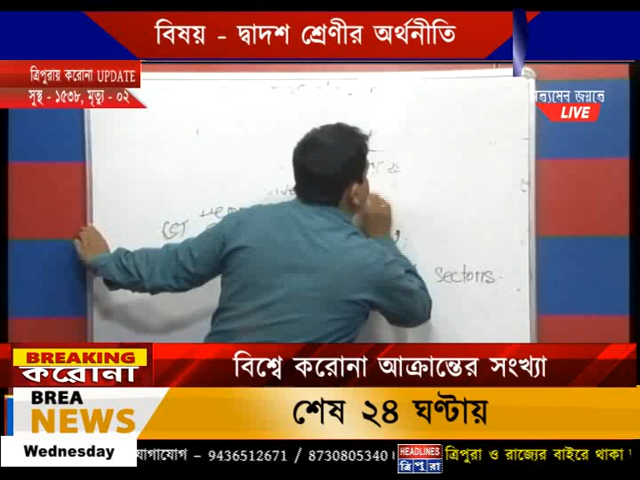 বিষয় - দ্বাদশ শ্রেণীর অর্থনীতি
ত্রিপুরায় করোনা UPDATE
সুস্থ - ১৫৩৮, মৃত্যু - ০২
LIVE
sectors
BREAKING
করোনা
বিশ্বে করোনা আক্রান্তের সংখ্যা
BREA
NEWS
শেষ ২৪ ঘণ্টায়
Wednesday
যাগাযোগ - 9436512671 / 8730805340
HEADLINES
ত্রিপুরা
ত্রিপুরা ও রাজ্যের বাইরে থাকা